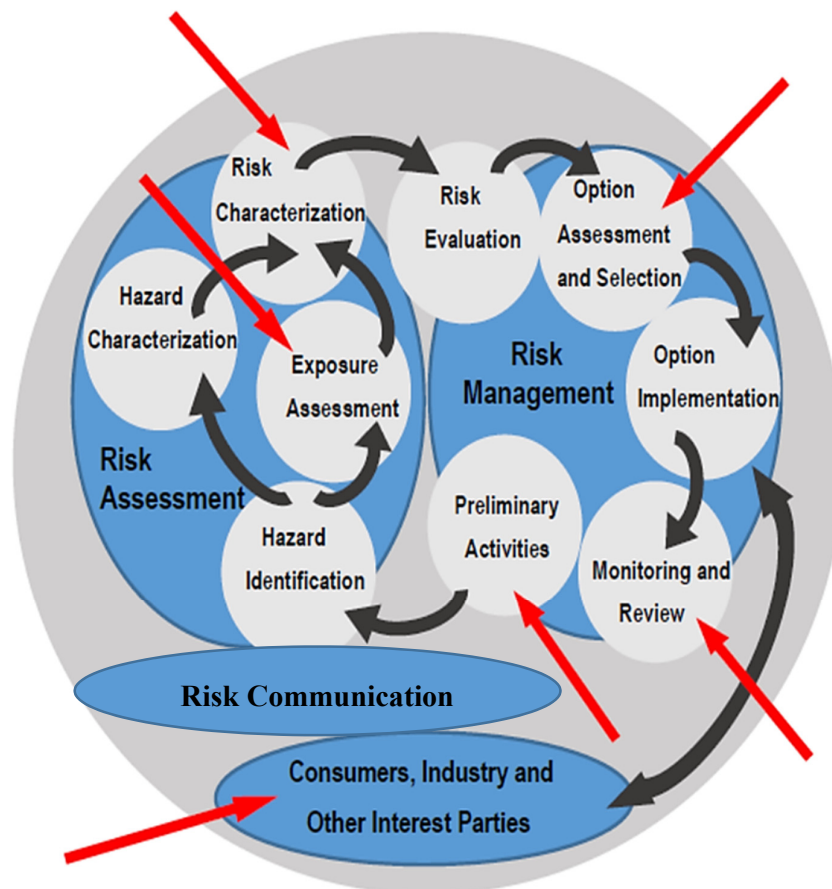 Risk
Characterization
Hazard
Characterization
Exposure
Assessment
Risk
Assessment
Hazard
Identification
Risk
Evaluation
Option
Assessment
and Selection
Risk
Management
Option
Implementation
Preliminary
Activities
Monitoring and
Review
Risk Communication
Consumers, Industry and
Other Interest Parties